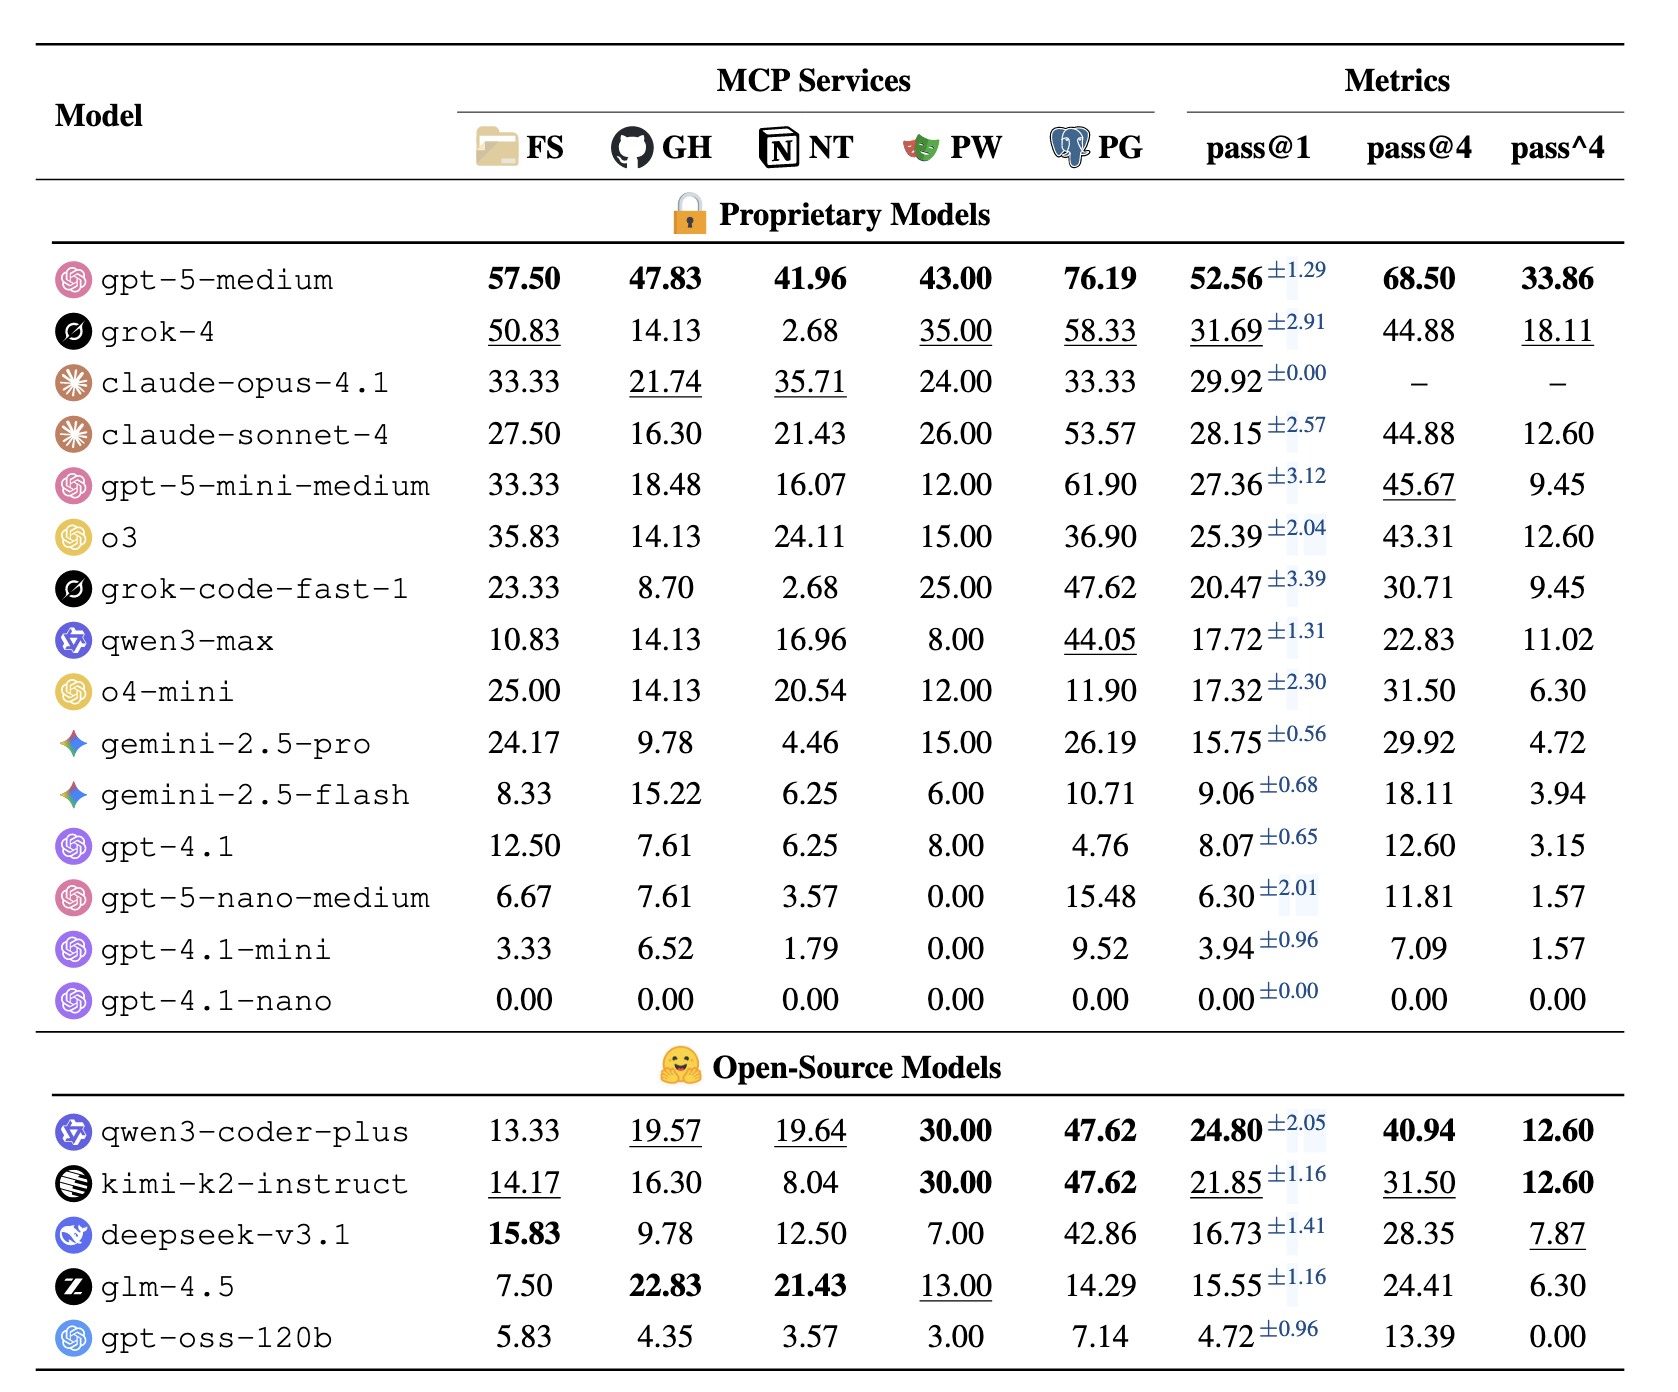 Model MCP Services Metrics
FS GH NT PW PG pass@1 pass@4 pass^4
Proprietary Models
gpt-5-medium 57.50 47.83 41.96 43.00 76.19 52.56 ±1.29 68.50 33.86
grok-4 50.83 14.13 2.68 35.00 58.33 31.69 ±2.91 44.88 18.11
claude-opus-4.1 33.33 21.74 35.71 24.00 33.33 29.92 ±0.00 – –
claude-sonnet-4 27.50 16.30 21.43 26.00 53.57 28.15 ±2.57 44.88 12.60
gpt-5-mini-medium 33.33 18.48 16.07 12.00 61.90 27.36 ±3.12 45.67 9.45
o3 35.83 14.13 24.11 15.00 36.90 25.39 ±2.04 43.31 12.60
grok-code-fast-1 23.33 8.70 2.68 25.00 47.62 20.47 ±3.39 30.71 9.45
qwen3-max 10.83 14.13 16.96 8.00 44.05 17.72 ±1.31 22.83 11.02
o4-mini 25.00 14.13 20.54 12.00 11.90 17.32 ±2.30 31.50 6.30
gemini-2.5-pro 24.17 9.78 4.46 15.00 26.19 15.75 ±0.56 29.92 4.72
gemini-2.5-flash 8.33 15.22 6.25 6.00 10.71 9.06 ±0.68 18.11 3.94
gpt-4.1 12.50 7.61 6.25 8.00 4.76 8.07 ±0.65 12.60 3.15
gpt-5-nano-medium 6.67 7.61 3.57 0.00 15.48 6.30 ±2.01 11.81 1.57
gpt-4.1-mini 3.33 6.52 1.79 0.00 9.52 3.94 ±0.96 7.09 1.57
gpt-4.1-nano 0.00 0.00 0.00 0.00 0.00 0.00 ±0.00 0.00 0.00
Open-Source Models
qwen3-coder-plus 13.33 19.57 19.64 30.00 47.62 24.80 ±2.05 40.94 12.60
kimi-k2-instruct 14.17 16.30 8.04 30.00 47.62 21.85 ±1.16 31.50 12.60
deepseek-v3.1 15.83 9.78 12.50 7.00 42.86 16.73 ±1.41 28.35 7.87
glm-4.5 7.50 22.83 21.43 13.00 14.29 15.55 ±1.16 24.41 6.30
gpt-oss-120b 5.83 4.35 3.57 3.00 7.14 4.72 ±0.96 13.39 0.00